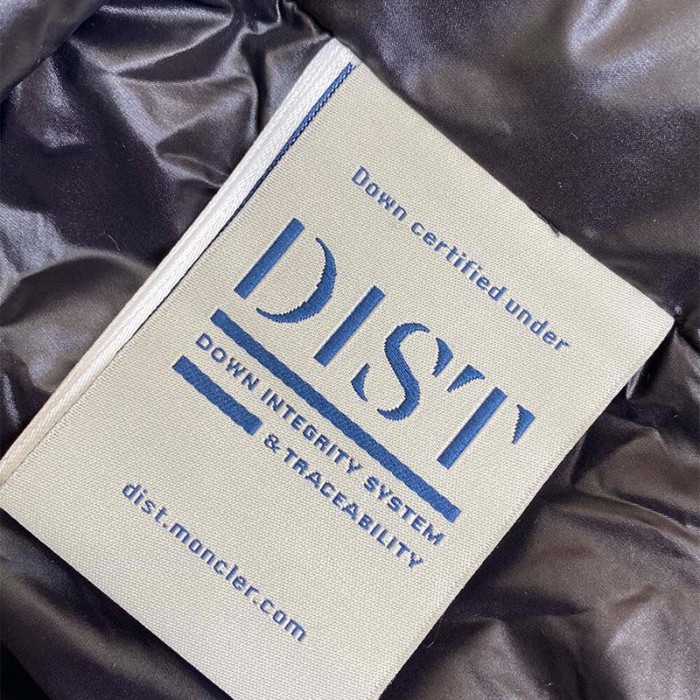 Down certified under
DIST
DOWN INTEGRITY SYSTEM
& TRACEABILITY
dist.moncler.com